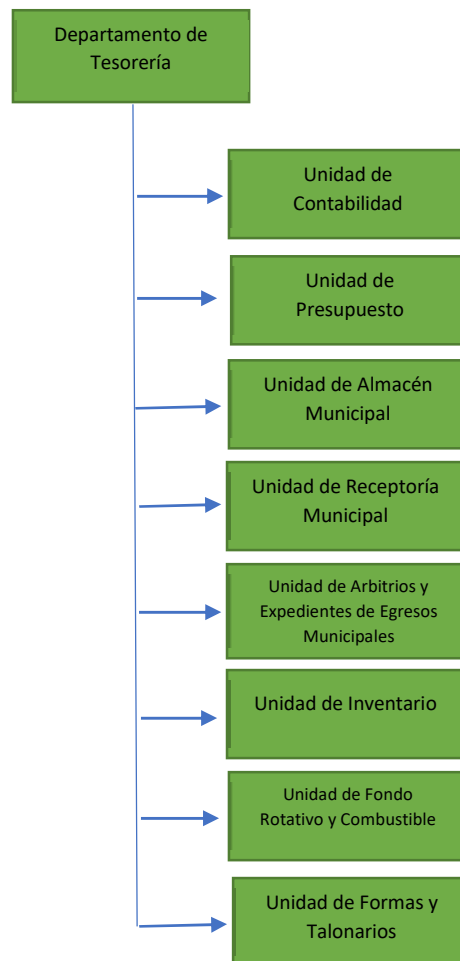 Departamento de
Tesorería
Unidad de
Contabilidad
Unidad de
Presupuesto
Unidad de Almacén
Municipal
Unidad de Receptoría
Municipal
Unidad de Arbitrios y
Expedientes de Egresos
Municipales
Unidad de Inventario
Unidad de Fondo
Rotativo y Combustible
Unidad de Formas y
Talonarios